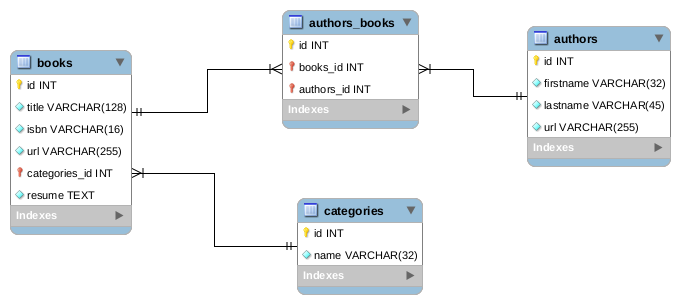 books
id INT
title VARCHAR(128)
isbn VARCHAR(16)
url VARCHAR(255)
categories_id INT
resume TEXT
Indexes
authors_books
id INT
books_id INT
authors_id INT
Indexes
authors
id INT
firstname VARCHAR(32)
lastname VARCHAR(45)
url VARCHAR(255)
Indexes
categories
id INT
name VARCHAR(32)
Indexes